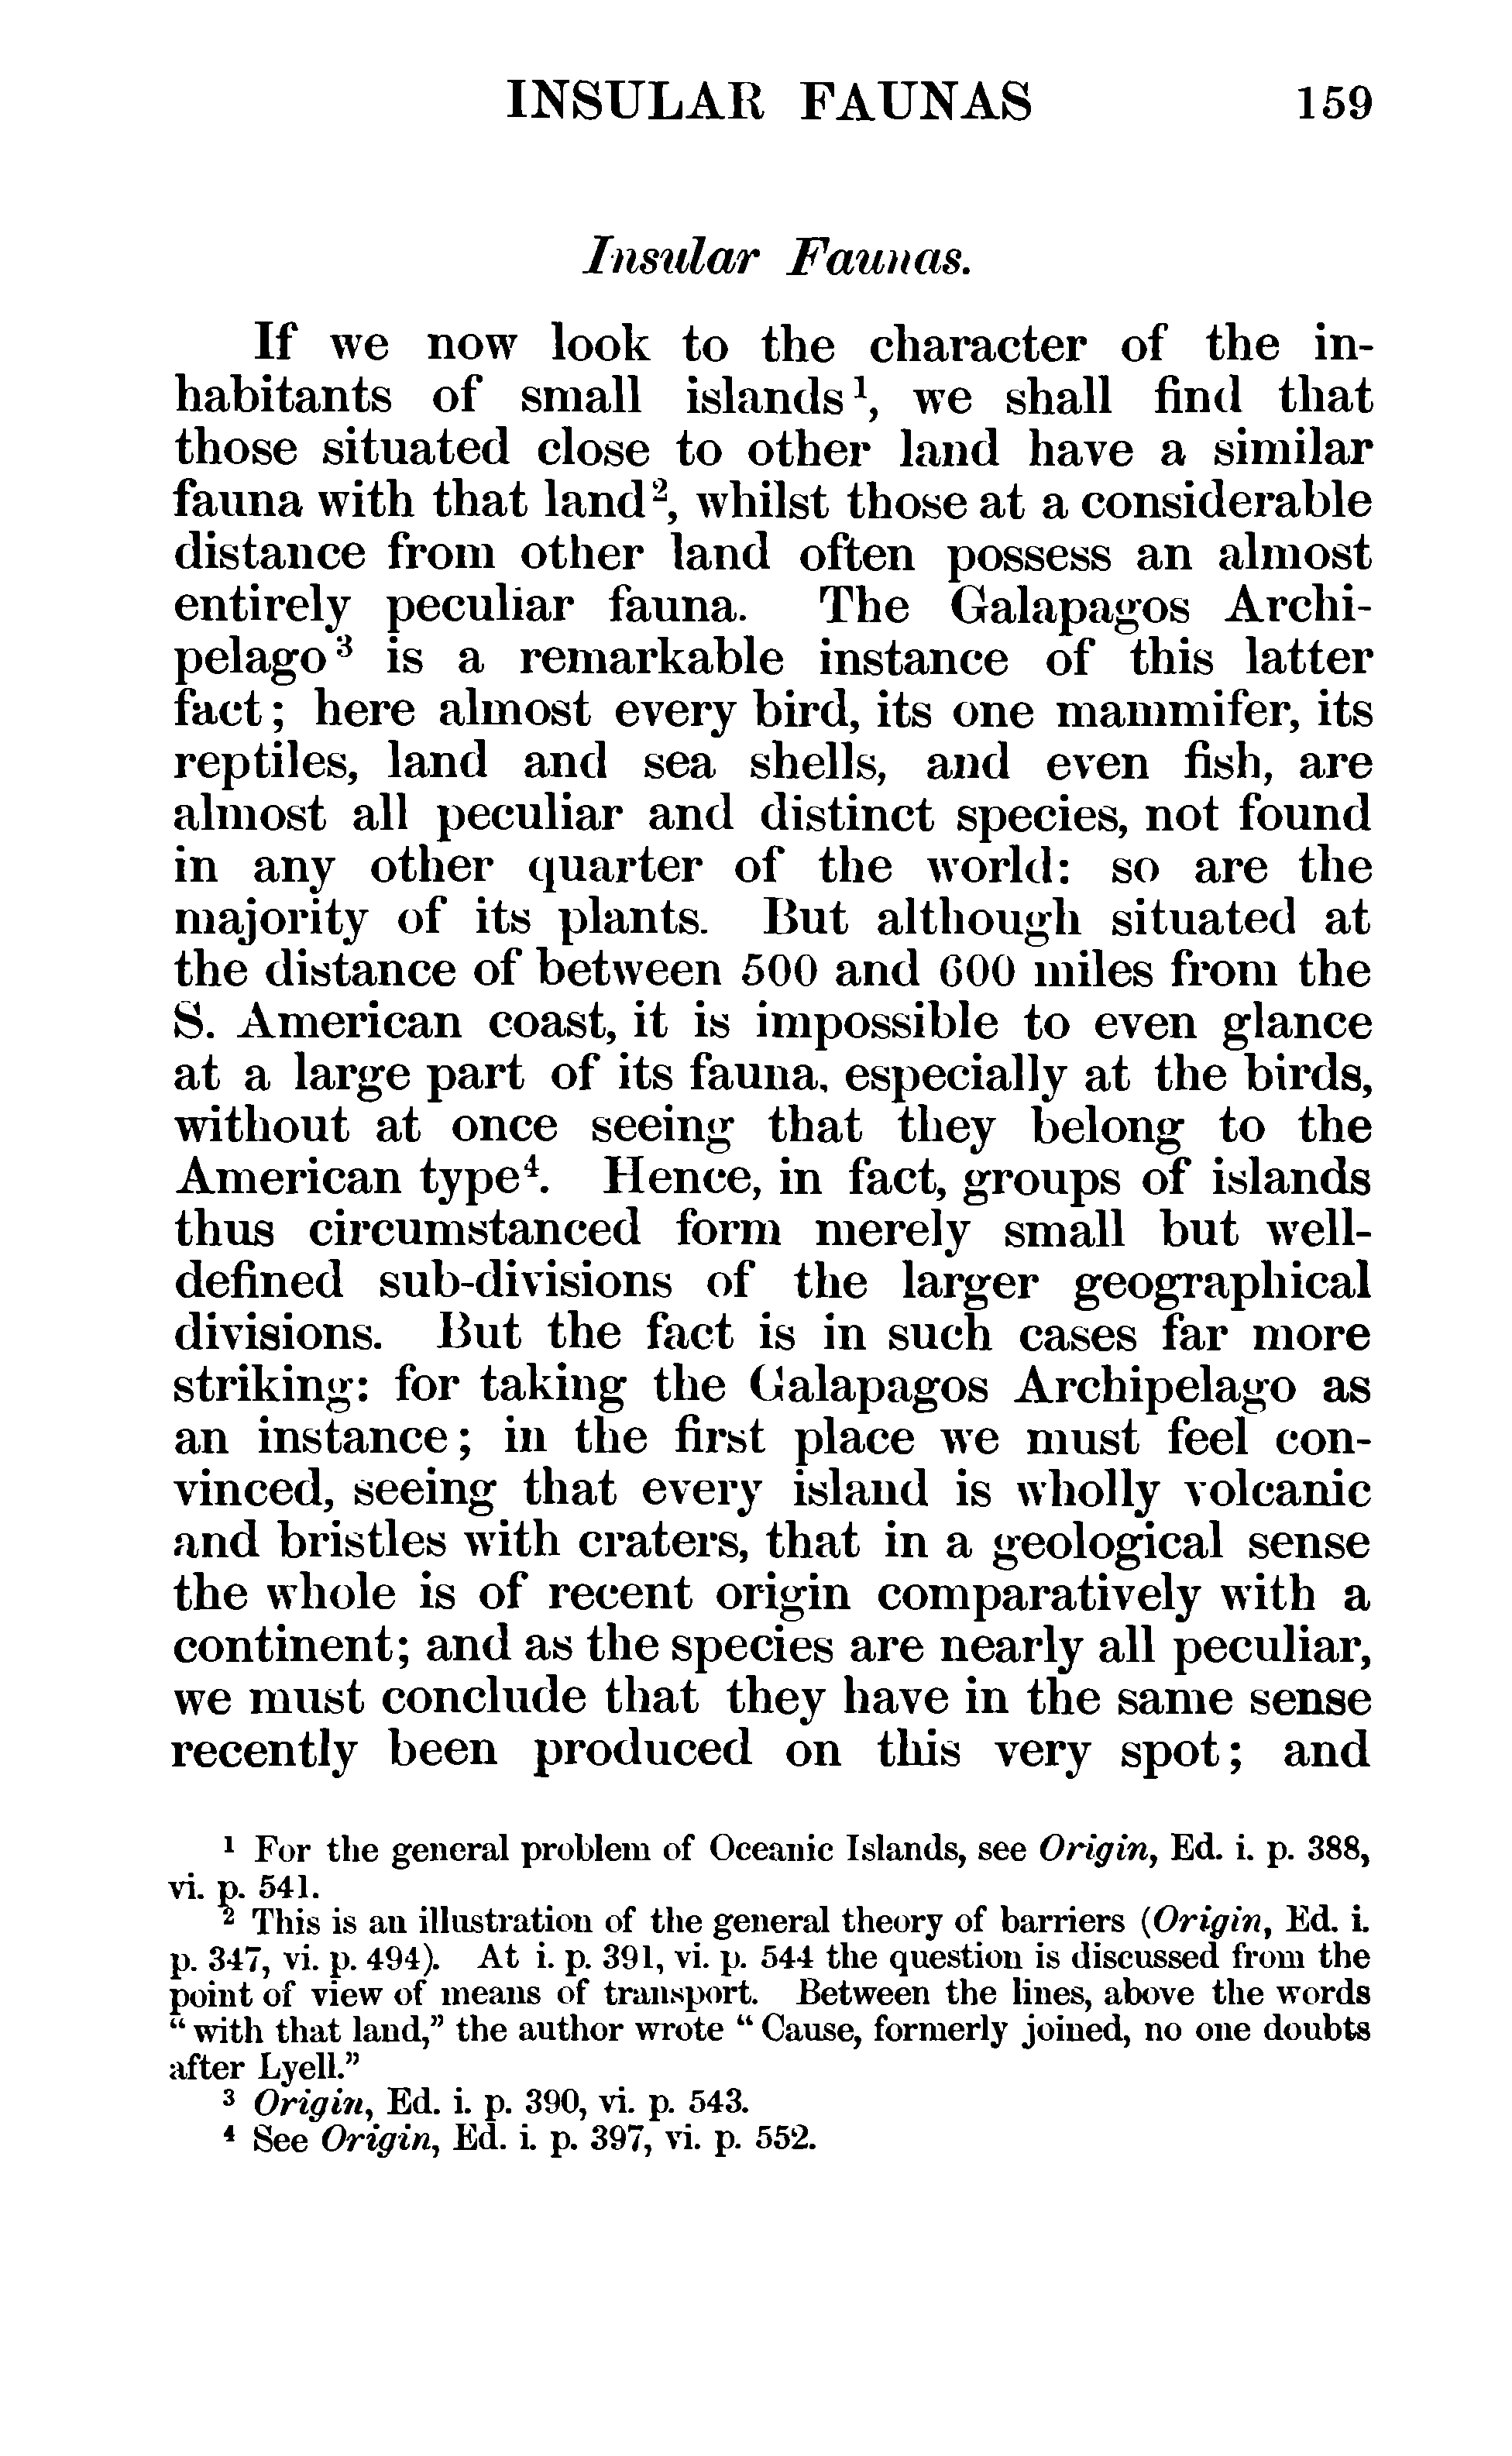 INSULAR FAUNAS 159
Insular Faunas.
If we now look to the character of the in-
habitants of small islands¹, we shall find that
those situated close to other land have a similar
fauna with that land², whilst those at a considerable
distance from other land often possess an almost
entirely peculiar fauna. The Galapagos Archi-
pelago³ is a remarkable instance of this latter
fact; here almost every bird, its one mammifer, its
reptiles, land and sea shells, and even fish, are
almost all peculiar and distinct species, not found
in any other quarter of the world: so are the
majority of its plants. But although situated at
the distance of between 500 and 600 miles from the
S. American coast, it is impossible to even glance
at a large part of its fauna, especially at the birds,
without at once seeing that they belong to the
American type⁴. Hence, in fact, groups of islands
thus circumstanced form merely small but well-
defined sub-divisions of the larger geographical
divisions. But the fact is in such cases far more
striking: for taking the Galapagos Archipelago as
an instance; in the first place we must feel con-
vinced, seeing that every island is wholly volcanic
and bristles with craters, that in a geological sense
the whole is of recent origin comparatively with a
continent; and as the species are nearly all peculiar,
we must conclude that they have in the same sense
recently been produced on this very spot; and
¹ For the general problem of Oceanic Islands, see Origin, Ed. i. p. 388,
vi. p. 541.
² This is an illustration of the general theory of barriers (Origin, Ed. i.
p. 347, vi. p. 494). At i. p. 391, vi. p. 544 the question is discussed from the
point of view of means of transport. Between the lines, above the words
“with that land,” the author wrote “Cause, formerly joined, no one doubts
after Lyell.”
³ Origin, Ed. i. p. 390, vi. p. 543.
⁴ See Origin, Ed. i. p. 397, vi. p. 552.